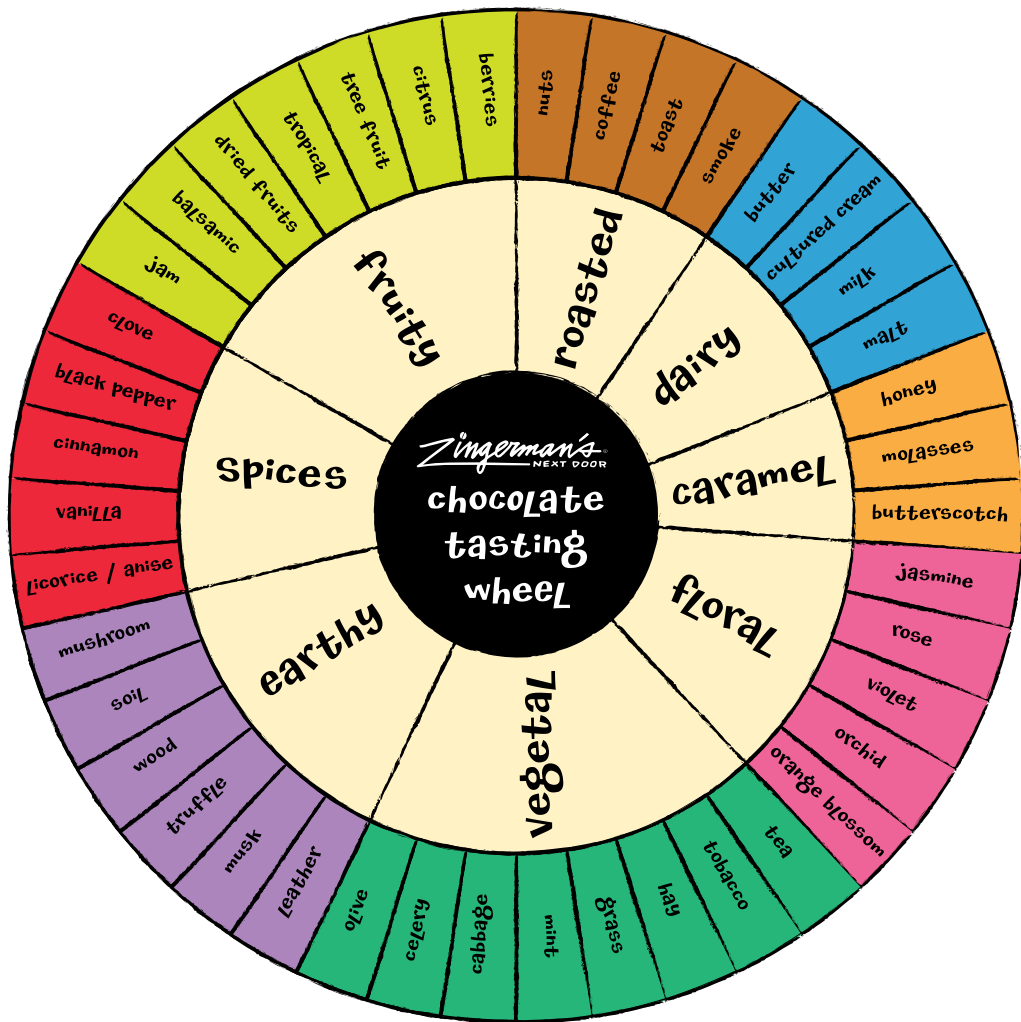 Zingerman's®
NEXT DOOR
chocolate
tasting
wheel
roasted
nuts
coffee
toast
smoke
dairy
butter
cultured cream
milk
malt
caramel
honey
molasses
butterscotch
floral
jasmine
rose
violet
orchid
orange blossom
vegetal
tea
tobacco
hay
grass
mint
cabbage
celery
olive
earthy
leather
musk
truffle
wood
soil
mushroom
spices
licorice / anise
vanilla
cinnamon
black pepper
clove
fruity
jam
balsamic
dried fruits
tropical
tree fruit
citrus
berries